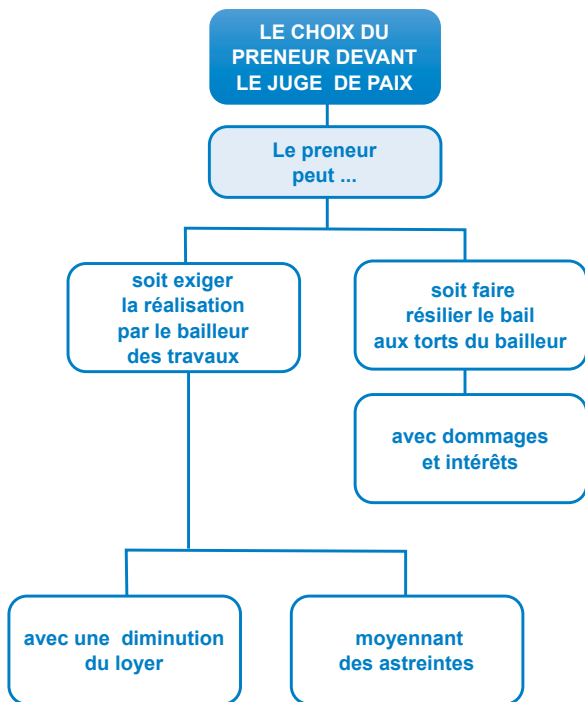 LE CHOIX DU
PRENEUR DEVANT
LE JUGE DE PAIX
Le preneur
peut ...
soit exiger
la réalisation
par le bailleur
des travaux
soit faire
résilier le bail
aux torts du bailleur
avec dommages
et intérêts
avec une diminution
du loyer
moyennant
des astreintes